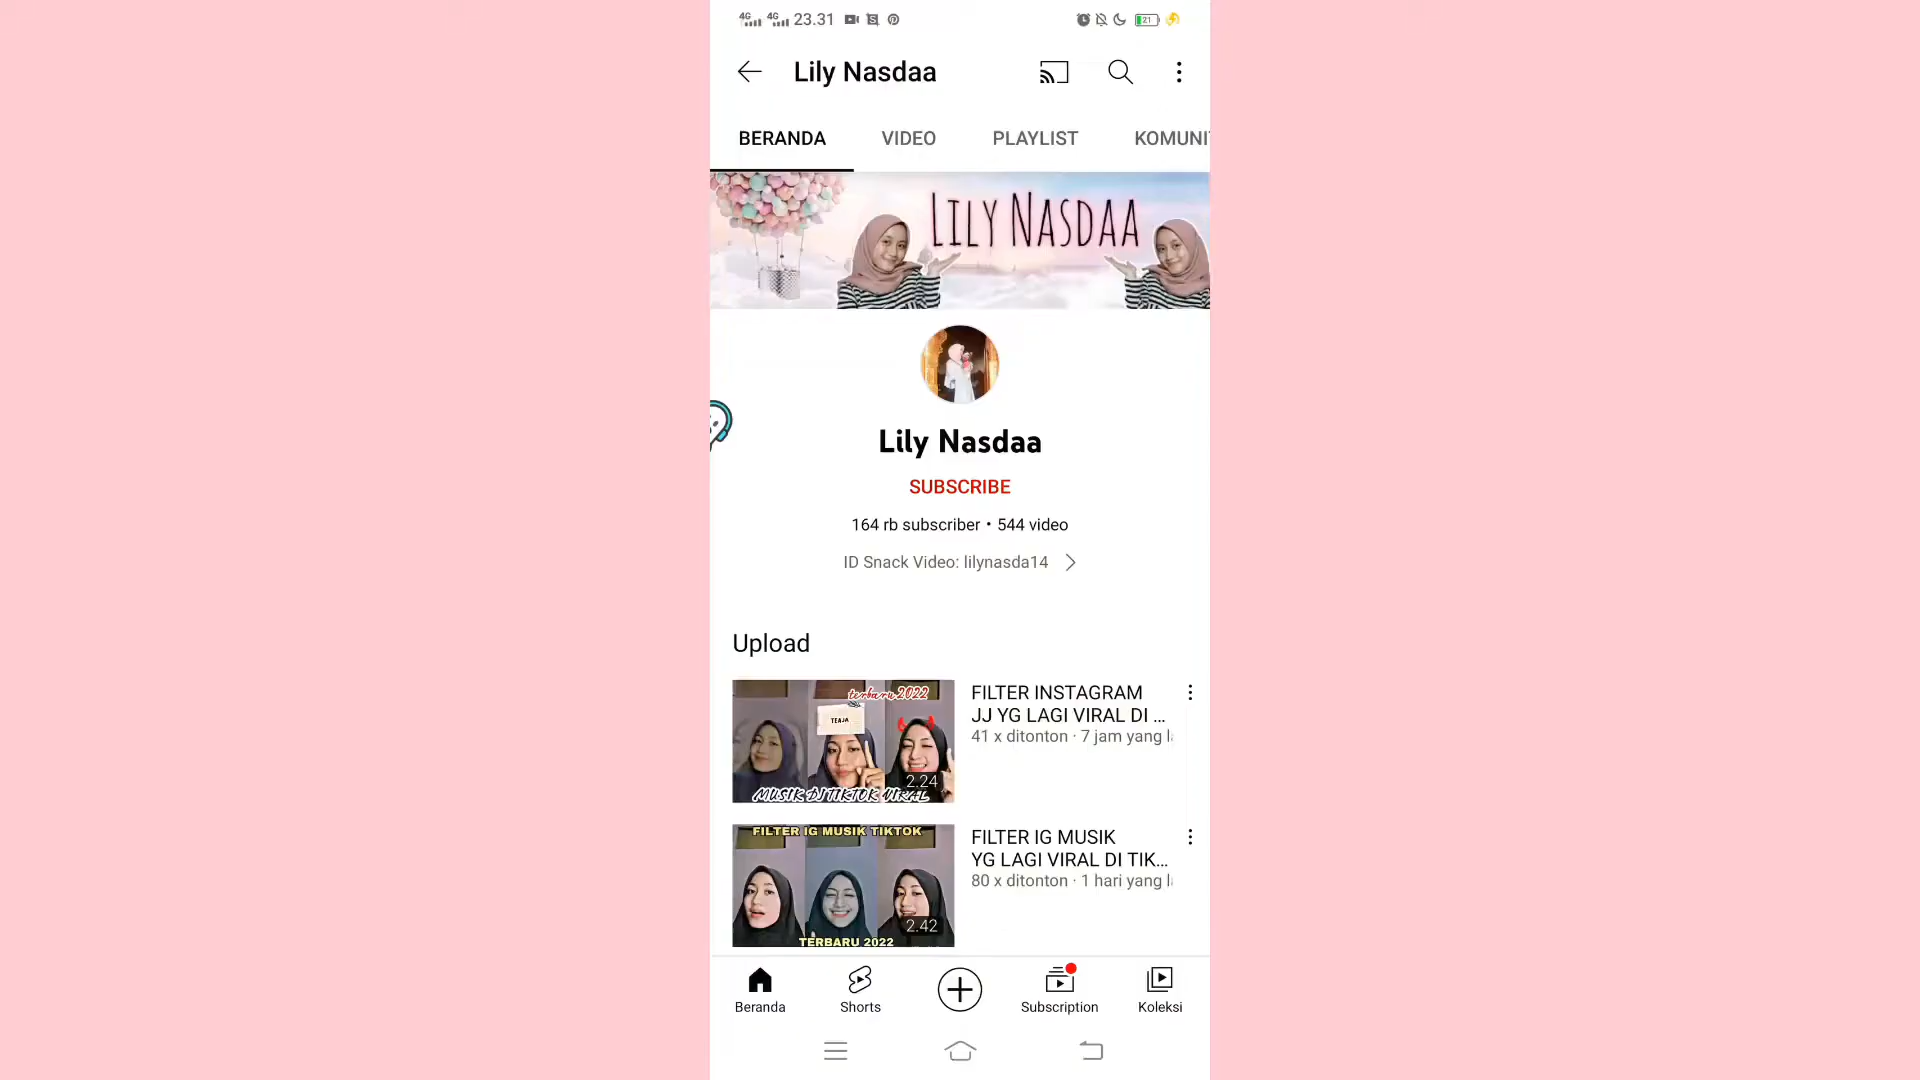 4G 4G 23.31 21
Lily Nasdaa
BERANDA VIDEO PLAYLIST KOMUNI
LILY NASDAA
Lily Nasdaa
SUBSCRIBE
164 rb subscriber • 544 video
ID Snack Video: lilynasda14
Upload
terbaru 2022
TEAJA
2.24
MUSIK DJ TIKTOK VIRAL
FILTER INSTAGRAM
JJ YG LAGI VIRAL DI ...
41 x ditonton · 7 jam yang l
FILTER IG MUSIK TIKTOK
2.42
TERBARU 2022
FILTER IG MUSIK
YG LAGI VIRAL DI TIK...
80 x ditonton · 1 hari yang l
Beranda Shorts Subscription Koleksi